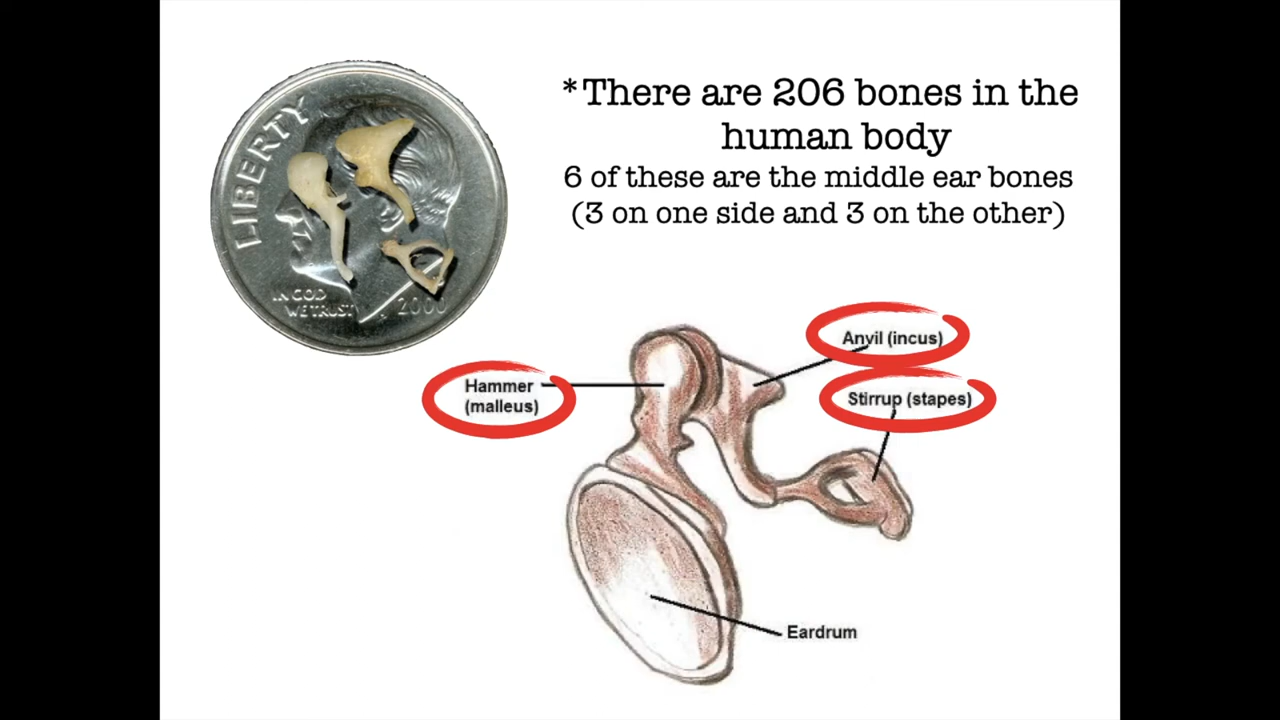 LIBERTY
IN GOD
WE TRUST
2000
*There are 206 bones in the
human body
6 of these are the middle ear bones
(3 on one side and 3 on the other)
Anvil (incus)
Hammer
(malleus)
Stirrup (stapes)
Eardrum